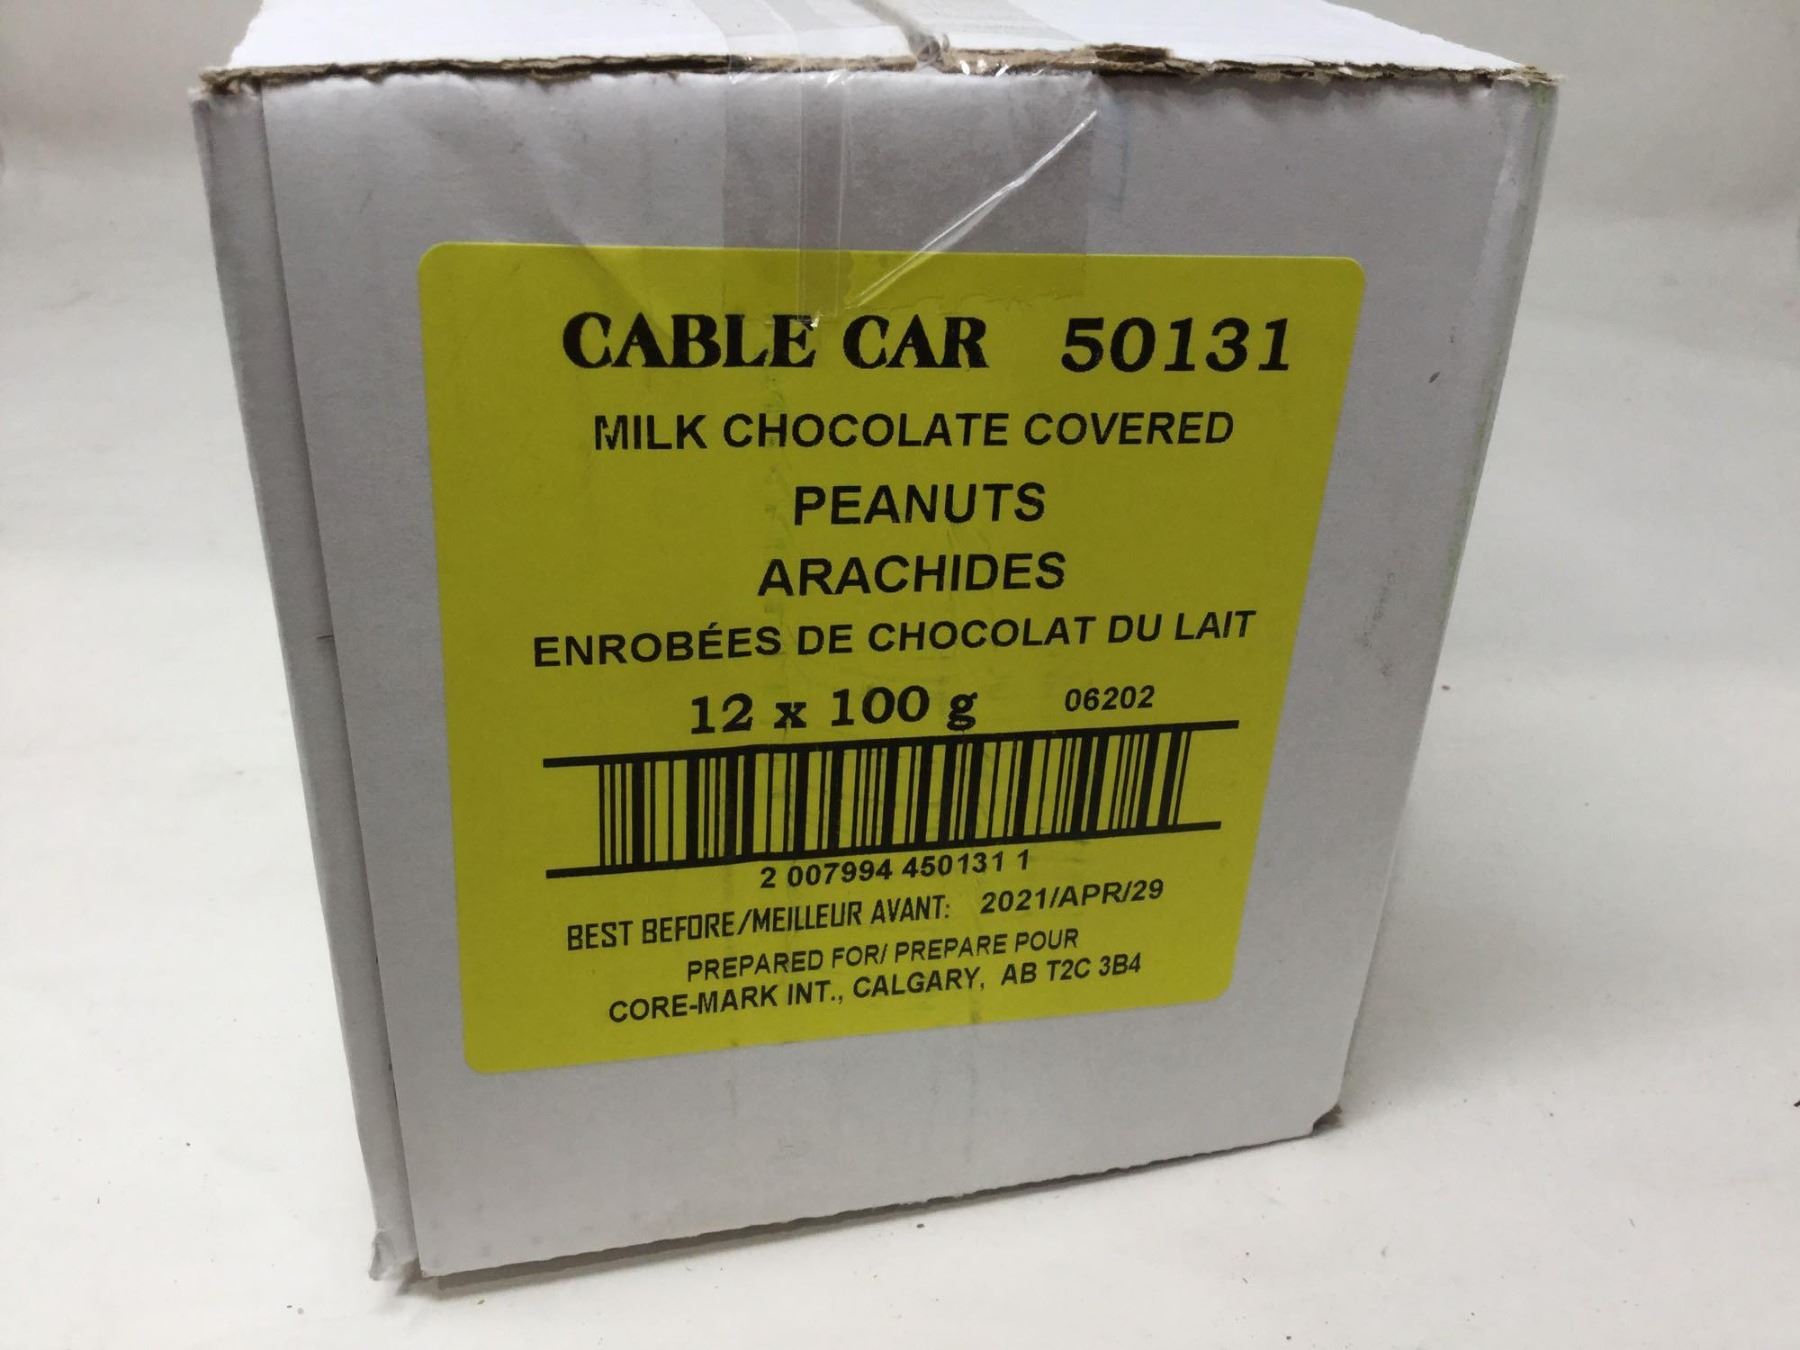 CABLE CAR 50131
MILK CHOCOLATE COVERED
PEANUTS
ARACHIDES
ENROBÉES DE CHOCOLAT DU LAIT
12 x 100 g 06202
2 007994 450131 1
BEST BEFORE/MEILLEUR AVANT: 2021/APR/29
PREPARED FOR/ PREPARE POUR
CORE-MARK INT., CALGARY, AB T2C 3B4